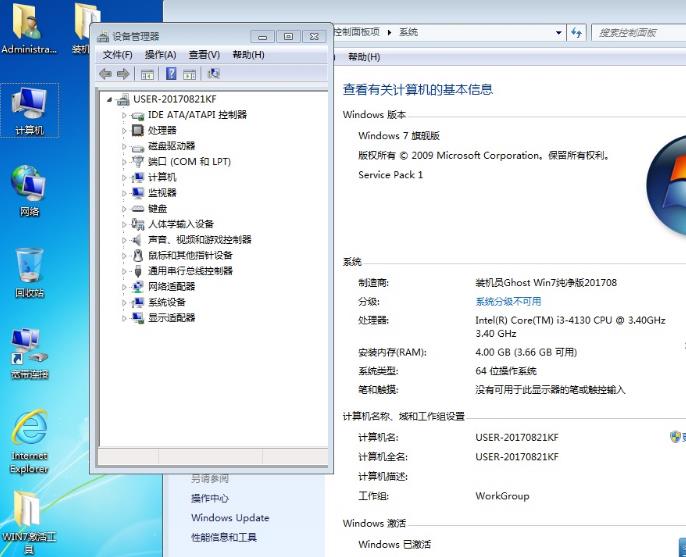 Administra...
装机
计算机
网络
回收站
宽带连接
Internet
Explorer
WIN7激活工
具
设备管理器
文件(F) 操作(A) 查看(V) 帮助(H)
USER-20170821KF
IDE ATA/ATAPI 控制器
处理器
磁盘驱动器
端口 (COM 和 LPT)
计算机
监视器
键盘
人体学输入设备
声音、视频和游戏控制器
鼠标和其他指针设备
通用串行总线控制器
网络适配器
系统设备
显示适配器
控制面板项 系统
搜索控制面板
帮助(H)
查看有关计算机的基本信息
Windows 版本
Windows 7 旗舰版
版权所有 © 2009 Microsoft Corporation。保留所有权利。
Service Pack 1
系统
制造商: 装机员Ghost Win7纯净版201708
分级: 系统分级不可用
处理器: Intel(R) Core(TM) i3-4130 CPU @ 3.40GHz
3.40 GHz
安装内存(RAM): 4.00 GB (3.66 GB 可用)
系统类型: 64 位操作系统
笔和触摸: 没有可用于此显示器的笔或触控输入
计算机名称、域和工作组设置
计算机名: USER-20170821KF
计算机全名: USER-20170821KF
计算机描述:
工作组: WorkGroup
Windows 激活
Windows 已激活
另请参阅
操作中心
Windows Update
性能信息和工具